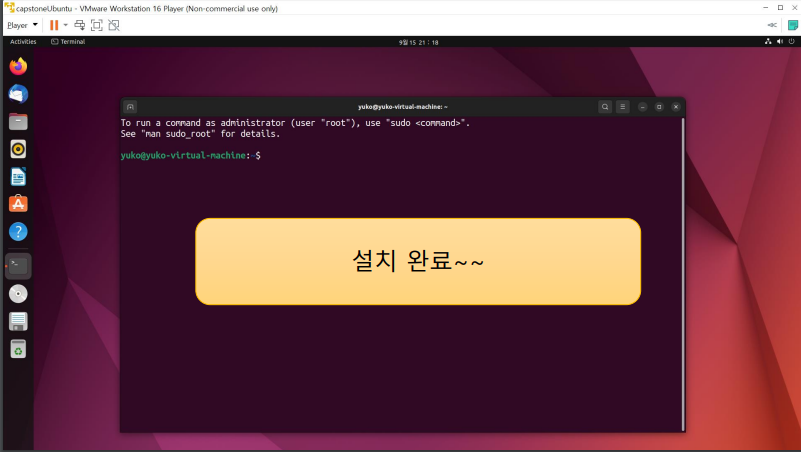 capstoneUbuntu - VMware Workstation 16 Player (Non-commercial use only)
Player
Activities
Terminal
9월 15 21 : 18
yuko@yuko-virtual-machine: ~
To run a command as administrator (user "root"), use "sudo <command>".
See "man sudo_root" for details.
yuko@yuko-virtual-machine:~$
설치 완료~~